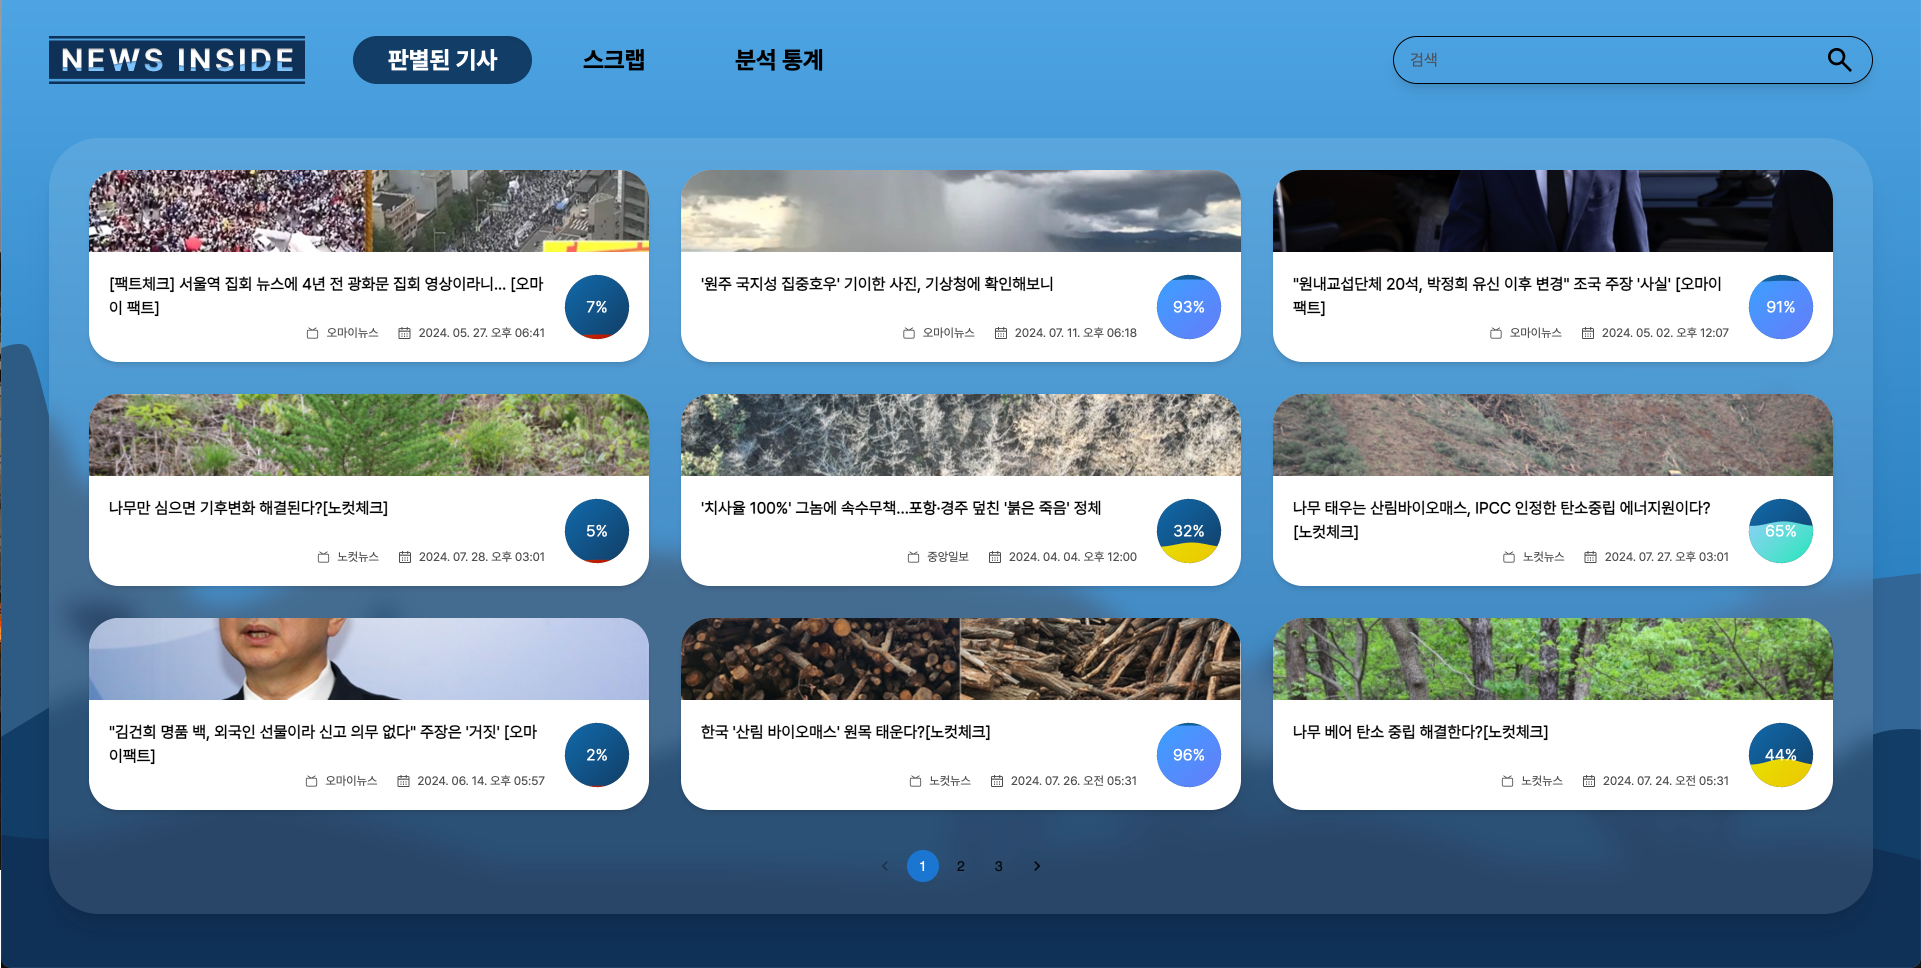 NEWS INSIDE
판별된 기사
스크랩
분석 통계
검색
[팩트체크] 서울역 집회 뉴스에 4년 전 광화문 집회 영상이라니... [오마
이 팩트]
7%
오마이뉴스 2024. 05. 27. 오후 06:41
'원주 국지성 집중호우' 기이한 사진, 기상청에 확인해보니
93%
오마이뉴스 2024. 07. 11. 오후 06:18
"원내교섭단체 20석, 박정희 유신 이후 변경" 조국 주장 '사실' [오마이
팩트]
91%
오마이뉴스 2024. 05. 02. 오후 12:07
나무만 심으면 기후변화 해결된다?[노컷체크]
5%
노컷뉴스 2024. 07. 28. 오후 03:01
'치사율 100%' 그놈에 속수무책…포항·경주 덮친 '붉은 죽음' 정체
32%
중앙일보 2024. 04. 04. 오후 12:00
나무 태우는 산림바이오매스, IPCC 인정한 탄소중립 에너지원이다?
[노컷체크]
65%
노컷뉴스 2024. 07. 27. 오후 03:01
"김건희 명품 백, 외국인 선물이라 신고 의무 없다" 주장은 '거짓' [오마
이팩트]
2%
오마이뉴스 2024. 06. 14. 오후 05:57
한국 '산림 바이오매스' 원목 태운다?[노컷체크]
96%
노컷뉴스 2024. 07. 26. 오전 05:31
나무 베어 탄소 중립 해결한다?[노컷체크]
44%
노컷뉴스 2024. 07. 24. 오전 05:31
1 2 3